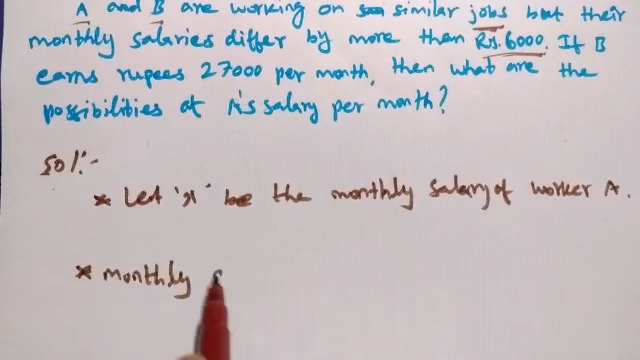 A and B are working on similar jobs but their
monthly salaries differ by more than Rs.6000. If B
earns rupees 27000 per month, then what are the
possibilities of A's salary per month?
Sol:-
* Let 'x' be the monthly salary of worker A.
* monthly